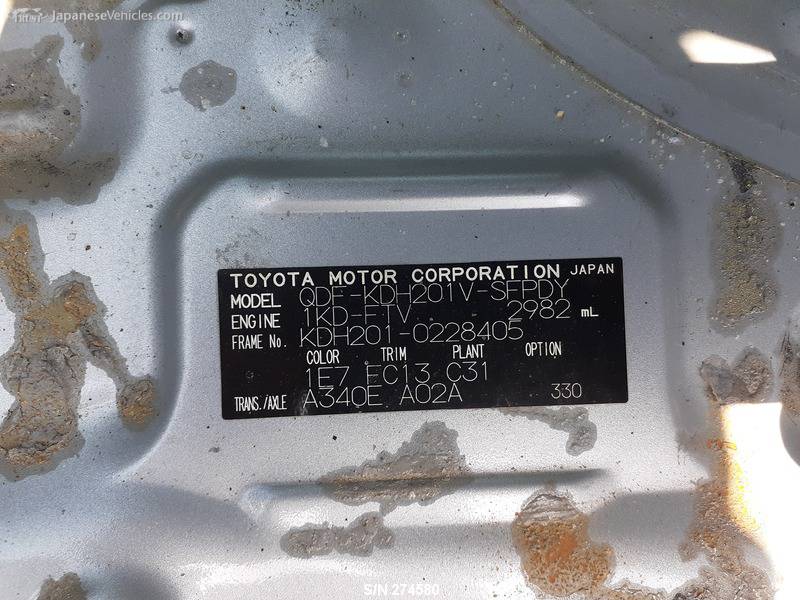 JapaneseVehicles.com
TOYOTA MOTOR CORPORATION JAPAN
MODEL QDF-KDH201V-SFPDY
ENGINE 1KD-FTV 2982 mL
FRAME No. KDH201-0228405
COLOR TRIM PLANT OPTION
1E7 FC13 C31
TRANS./AXLE A340E A02A 330
S/N 274580